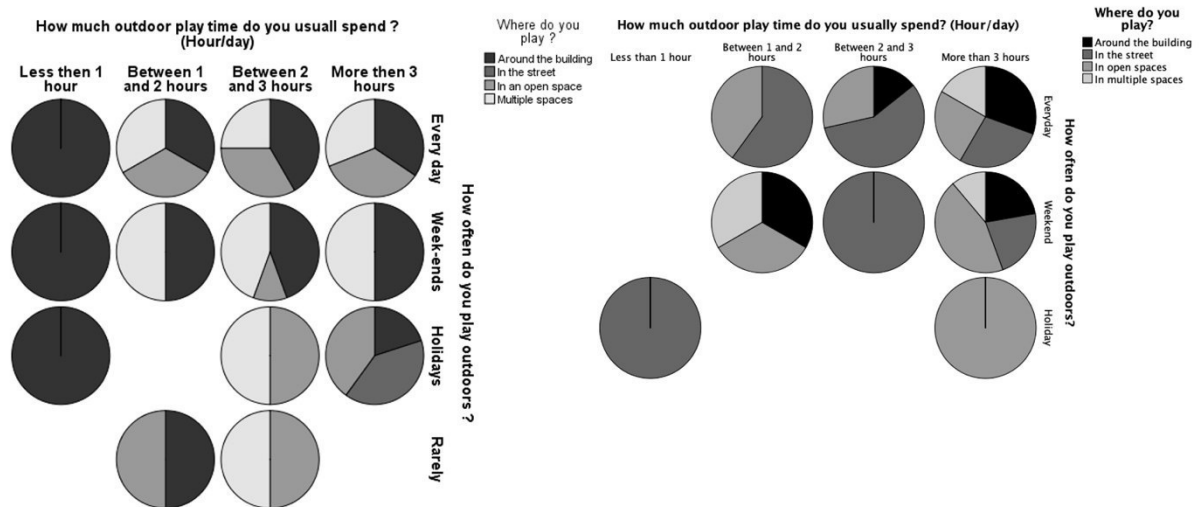 How much outdoor play time do you usuall spend ?
(Hour/day)
Less then 1
hour
Between 1
and 2 hours
Between 2
and 3 hours
More then 3
hours
Every day
Week-ends
Holidays
Rarely
How often do you play outdoors ?
Where do you
play ?
Around the building
In the street
In an open space
Multiple spaces
How much outdoor play time do you usually spend? (Hour/day)
Less than 1 hour
Between 1 and 2
hours
Between 2 and 3
hours
More than 3 hours
Everyday
Weekend
Holiday
How often do you play outdoors?
Where do you
play?
Around the building
In the street
In open spaces
In multiple spaces